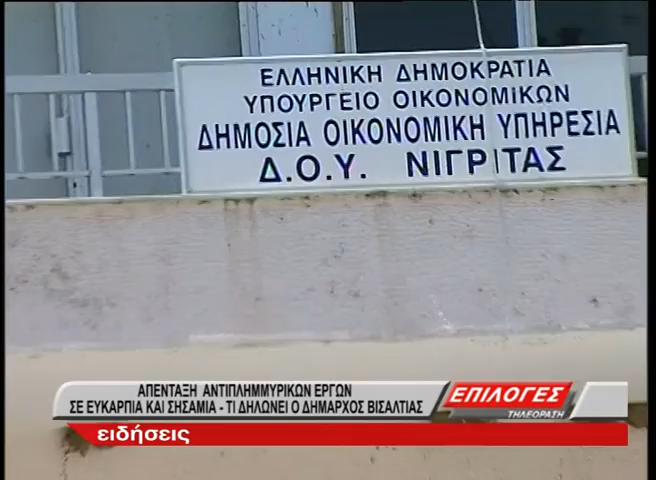 ΕΛΛΗΝΙΚΗ ΔΗΜΟΚΡΑΤΙΑ
ΥΠΟΥΡΓΕΙΟ ΟΙΚΟΝΟΜΙΚΩΝ
ΔΗΜΟΣΙΑ ΟΙΚΟΝΟΜΙΚΗ ΥΠΗΡΕΣΙΑ
Δ.Ο.Υ. ΝΙΓΡΙΤΑΣ
ΑΠΕΝΤΑΞΗ ΑΝΤΙΠΛΗΜΜΥΡΙΚΩΝ ΕΡΓΩΝ
ΣΕ ΕΥΚΑΡΠΙΑ ΚΑΙ ΣΗΣΑΜΙΑ - ΤΙ ΔΗΛΩΝΕΙ Ο ΔΗΜΑΡΧΟΣ ΒΙΣΑΛΤΙΑΣ
ΕΠΙΛΟΓΕΣ
ΤΗΛΕΟΡΑΣΗ
ειδήσεις